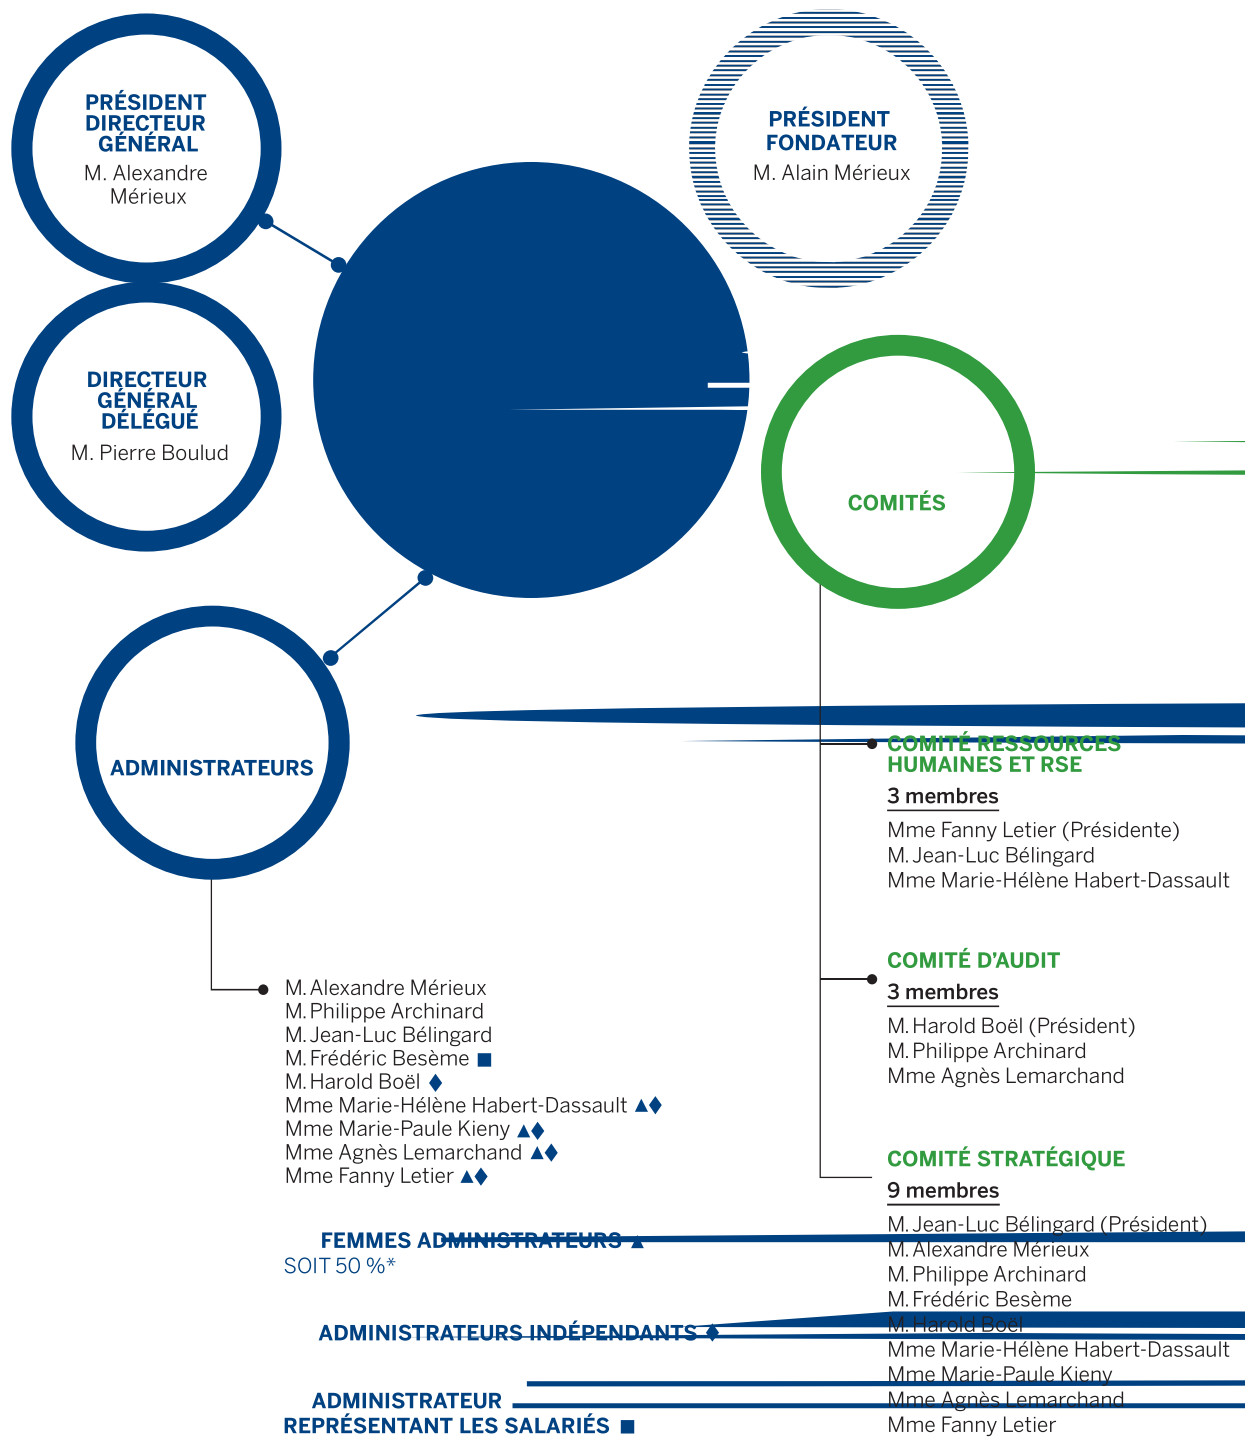 PRÉSIDENT
DIRECTEUR
GÉNÉRAL
M. Alexandre
Mérieux
PRÉSIDENT
FONDATEUR
M. Alain Mérieux
DIRECTEUR
GÉNÉRAL
DÉLÉGUÉ
M. Pierre Boulud
COMITÉS
ADMINISTRATEURS
M. Alexandre Mérieux
M. Philippe Archinard
M. Jean-Luc Bélingard
M. Frédéric Besème ■
M. Harold Boël ♦
Mme Marie-Hélène Habert-Dassault ▲♦
Mme Marie-Paule Kieny ▲♦
Mme Agnès Lemarchand ▲♦
Mme Fanny Letier ▲♦
FEMMES ADMINISTRATEURS ▲
SOIT 50 %*
ADMINISTRATEURS INDÉPENDANTS ♦
ADMINISTRATEUR
REPRÉSENTANT LES SALARIÉS ■
COMITÉ RESSOURCES
HUMAINES ET RSE
3 membres
Mme Fanny Letier (Présidente)
M. Jean-Luc Bélingard
Mme Marie-Hélène Habert-Dassault
COMITÉ D'AUDIT
3 membres
M. Harold Boël (Président)
M. Philippe Archinard
Mme Agnès Lemarchand
COMITÉ STRATÉGIQUE
9 membres
M. Jean-Luc Bélingard (Président)
M. Alexandre Mérieux
M. Philippe Archinard
M. Frédéric Besème
M. Harold Boël
Mme Marie-Hélène Habert-Dassault
Mme Marie-Paule Kieny
Mme Agnès Lemarchand
Mme Fanny Letier